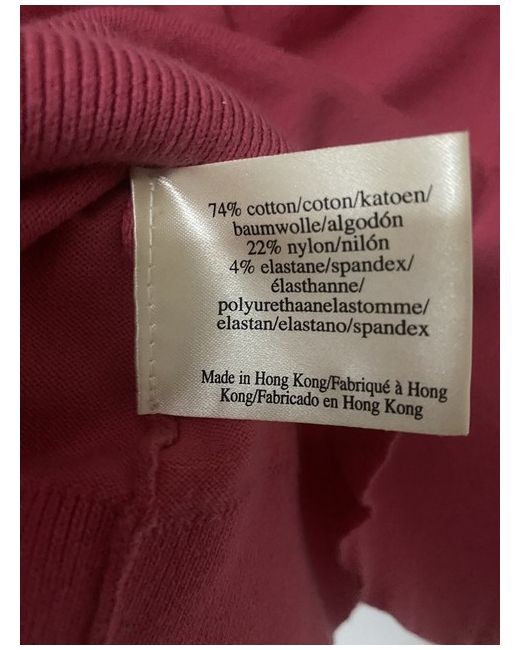 74% cotton/coton/katoen/
baumwolle/algodón
22% nylon/nilón
4% elastane/spandex/
élasthanne/
polyurethaanelastomme/
elastan/elastano/spandex
Made in Hong Kong/Fabriqué à Hong
Kong/Fabricado en Hong Kong